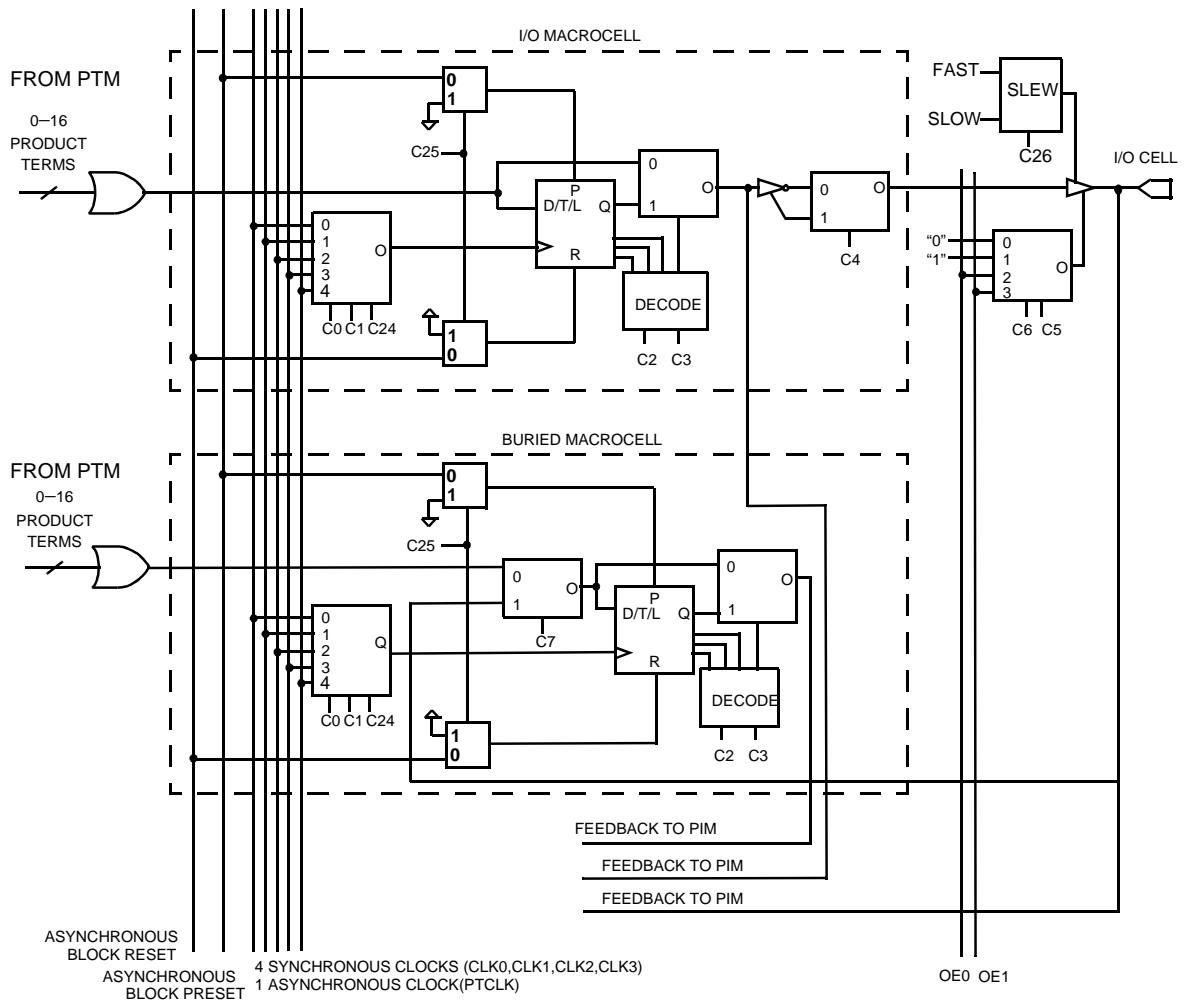 I/O MACROCELL
FROM PTM
0–16
PRODUCT
TERMS
0
1
C25
FAST
SLOW
SLEW
C26
I/O CELL
0
1
O
P
D/T/L
Q
R
0
1
O
C4
0
1
2
3
4
O
C0 C1 C24
DECODE
C2 C3
1
0
“0”
“1”
0
1
2
3
O
C6 C5
BURIED MACROCELL
FROM PTM
0–16
PRODUCT
TERMS
0
1
C25
0
1
O
C7
P
D/T/L
Q
R
0
1
O
0
1
2
3
4
Q
C0 C1 C24
DECODE
C2 C3
1
0
FEEDBACK TO PIM
FEEDBACK TO PIM
FEEDBACK TO PIM
ASYNCHRONOUS
BLOCK RESET
ASYNCHRONOUS
BLOCK PRESET
4 SYNCHRONOUS CLOCKS (CLK0,CLK1,CLK2,CLK3)
1 ASYNCHRONOUS CLOCK(PTCLK)
OE0 OE1